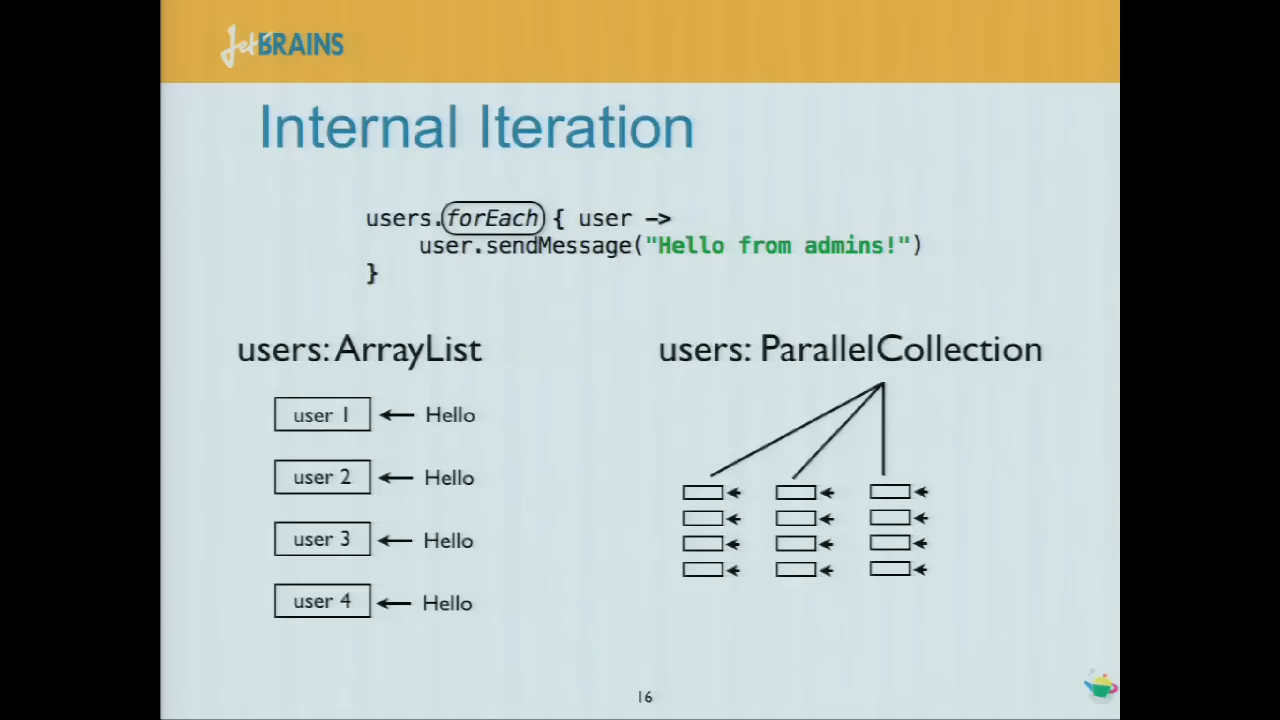 JetBRAINS
Internal Iteration
users.forEach { user ->
user.sendMessage("Hello from admins!")
}
users: ArrayList
user 1 Hello
user 2 Hello
user 3 Hello
user 4 Hello
users: ParallelCollection
16